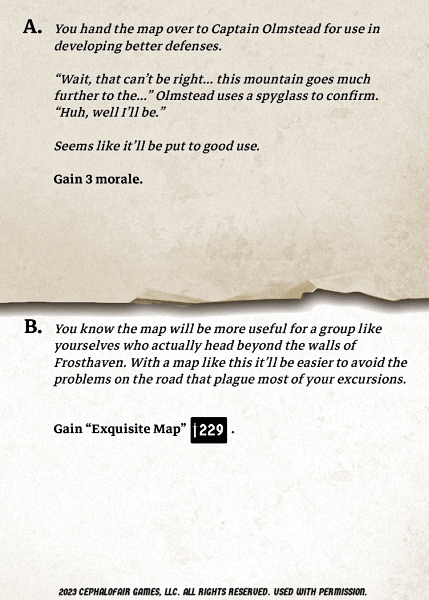 A. You hand the map over to Captain Olmstead for use in
developing better defenses.
“Wait, that can’t be right... this mountain goes much
further to the...” Olmstead uses a spyglass to confirm.
“Huh, well I’ll be.”
Seems like it’ll be put to good use.
Gain 3 morale.
B. You know the map will be more useful for a group like
yourselves who actually head beyond the walls of
Frosthaven. With a map like this it’ll be easier to avoid the
problems on the road that plague most of your excursions.
Gain “Exquisite Map” 229 .
2023 CEPHALOFAIR GAMES, LLC. ALL RIGHTS RESERVED. USED WITH PERMISSION.